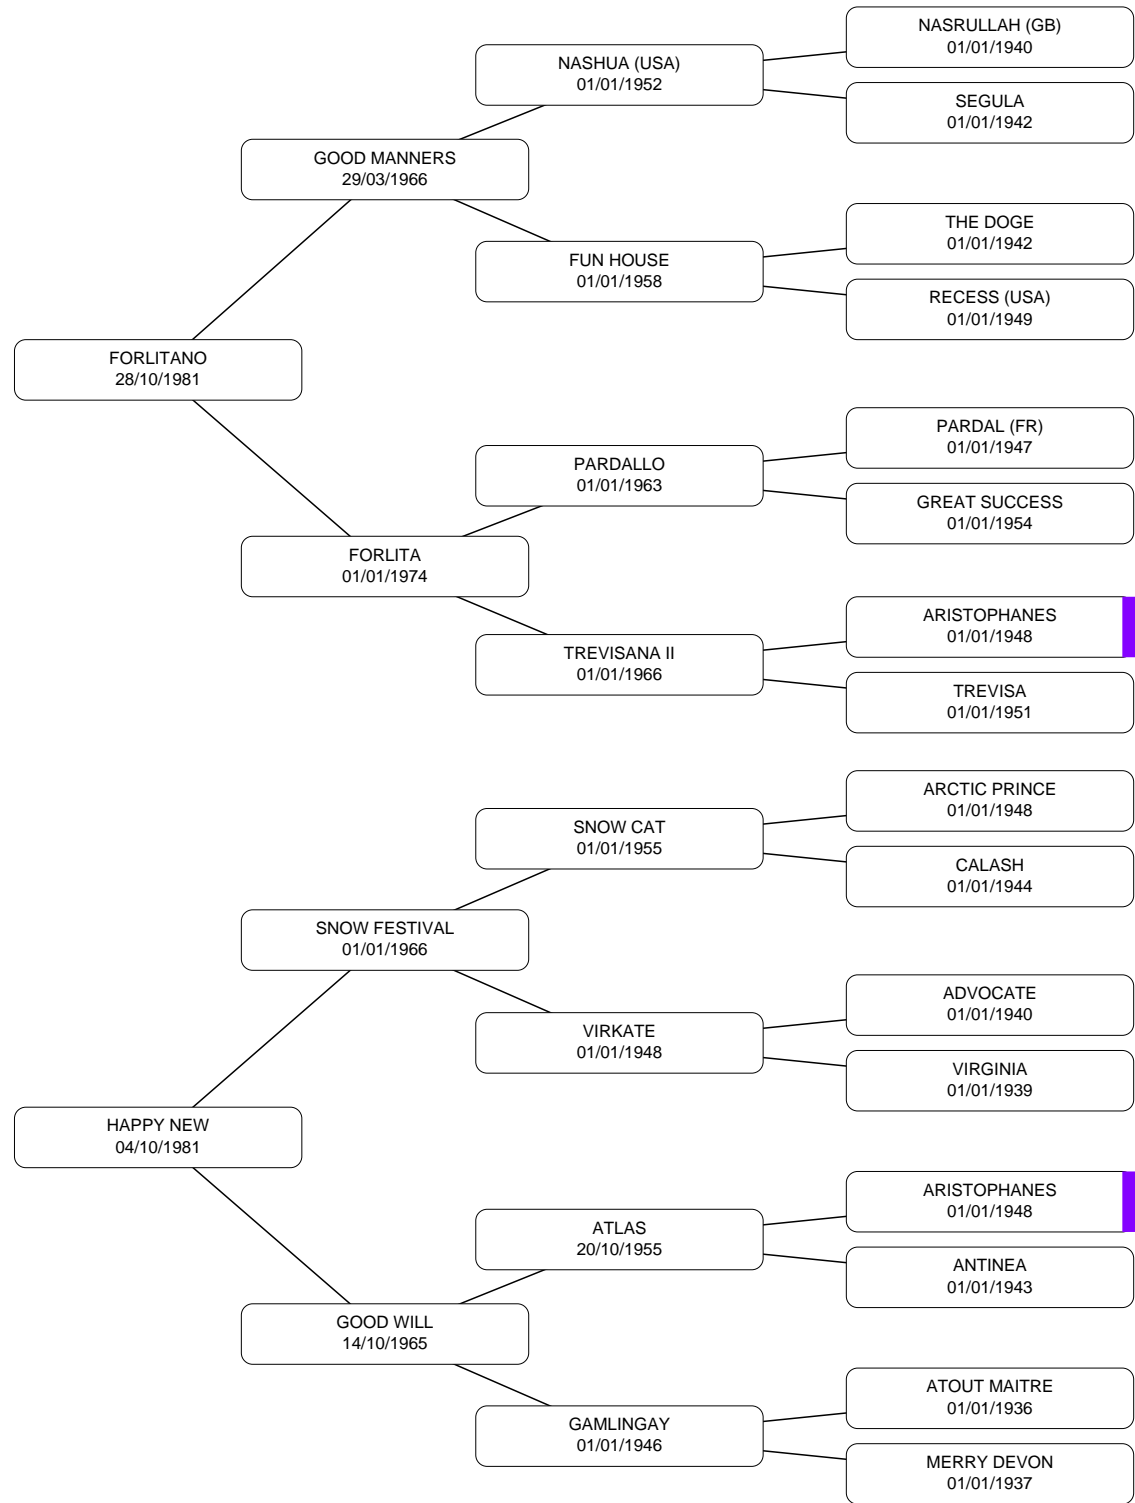 NASRULLAH (GB)
01/01/1940
NASHUA (USA)
01/01/1952
SEGULA
01/01/1942
GOOD MANNERS
29/03/1966
THE DOGE
01/01/1942
FUN HOUSE
01/01/1958
RECESS (USA)
01/01/1949
FORLITANO
28/10/1981
PARDAL (FR)
01/01/1947
PARDALLO
01/01/1963
GREAT SUCCESS
01/01/1954
FORLITA
01/01/1974
ARISTOPHANES
01/01/1948
TREVISANA II
01/01/1966
TREVISA
01/01/1951
ARCTIC PRINCE
01/01/1948
SNOW CAT
01/01/1955
CALASH
01/01/1944
SNOW FESTIVAL
01/01/1966
ADVOCATE
01/01/1940
VIRKATE
01/01/1948
VIRGINIA
01/01/1939
HAPPY NEW
04/10/1981
ARISTOPHANES
01/01/1948
ATLAS
20/10/1955
ANTINEA
01/01/1943
GOOD WILL
14/10/1965
ATOUT MAITRE
01/01/1936
GAMLINGAY
01/01/1946
MERRY DEVON
01/01/1937